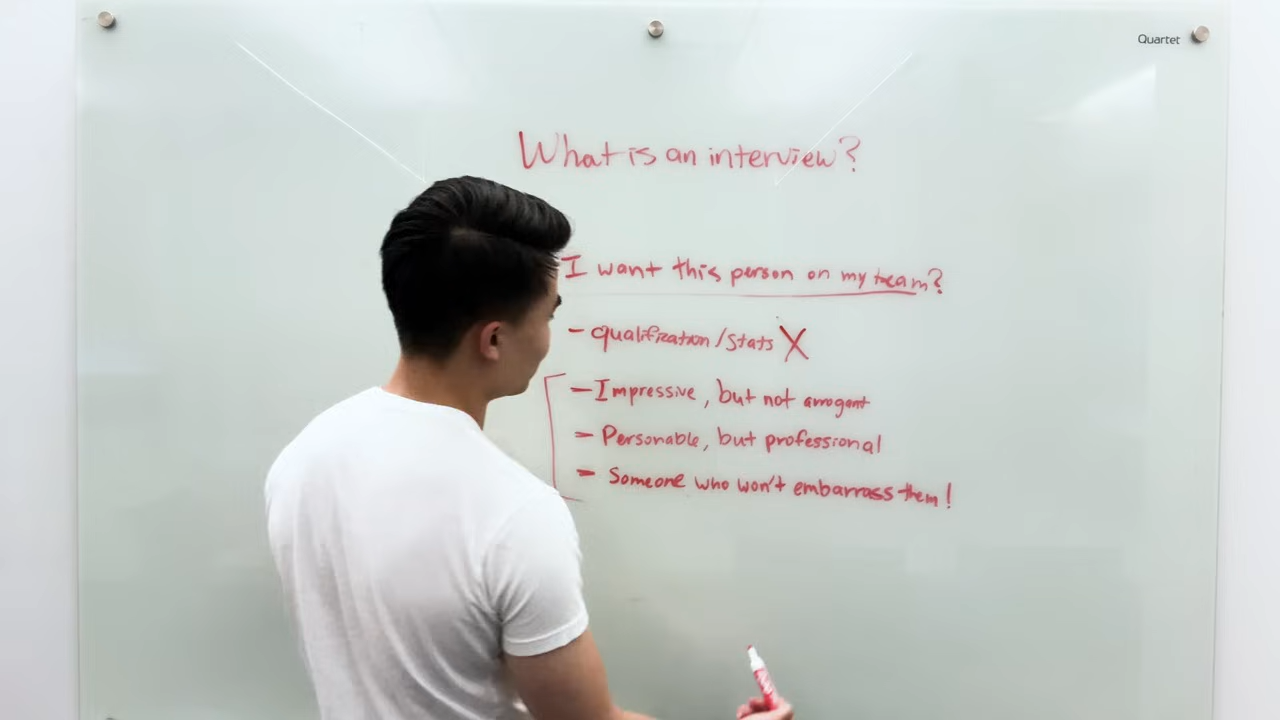 Quartet
What is an interview?
I want this person on my team?
- qualification/stats X
- Impressive, but not arrogant
- Personable, but professional
- Someone who won't embarrass them!